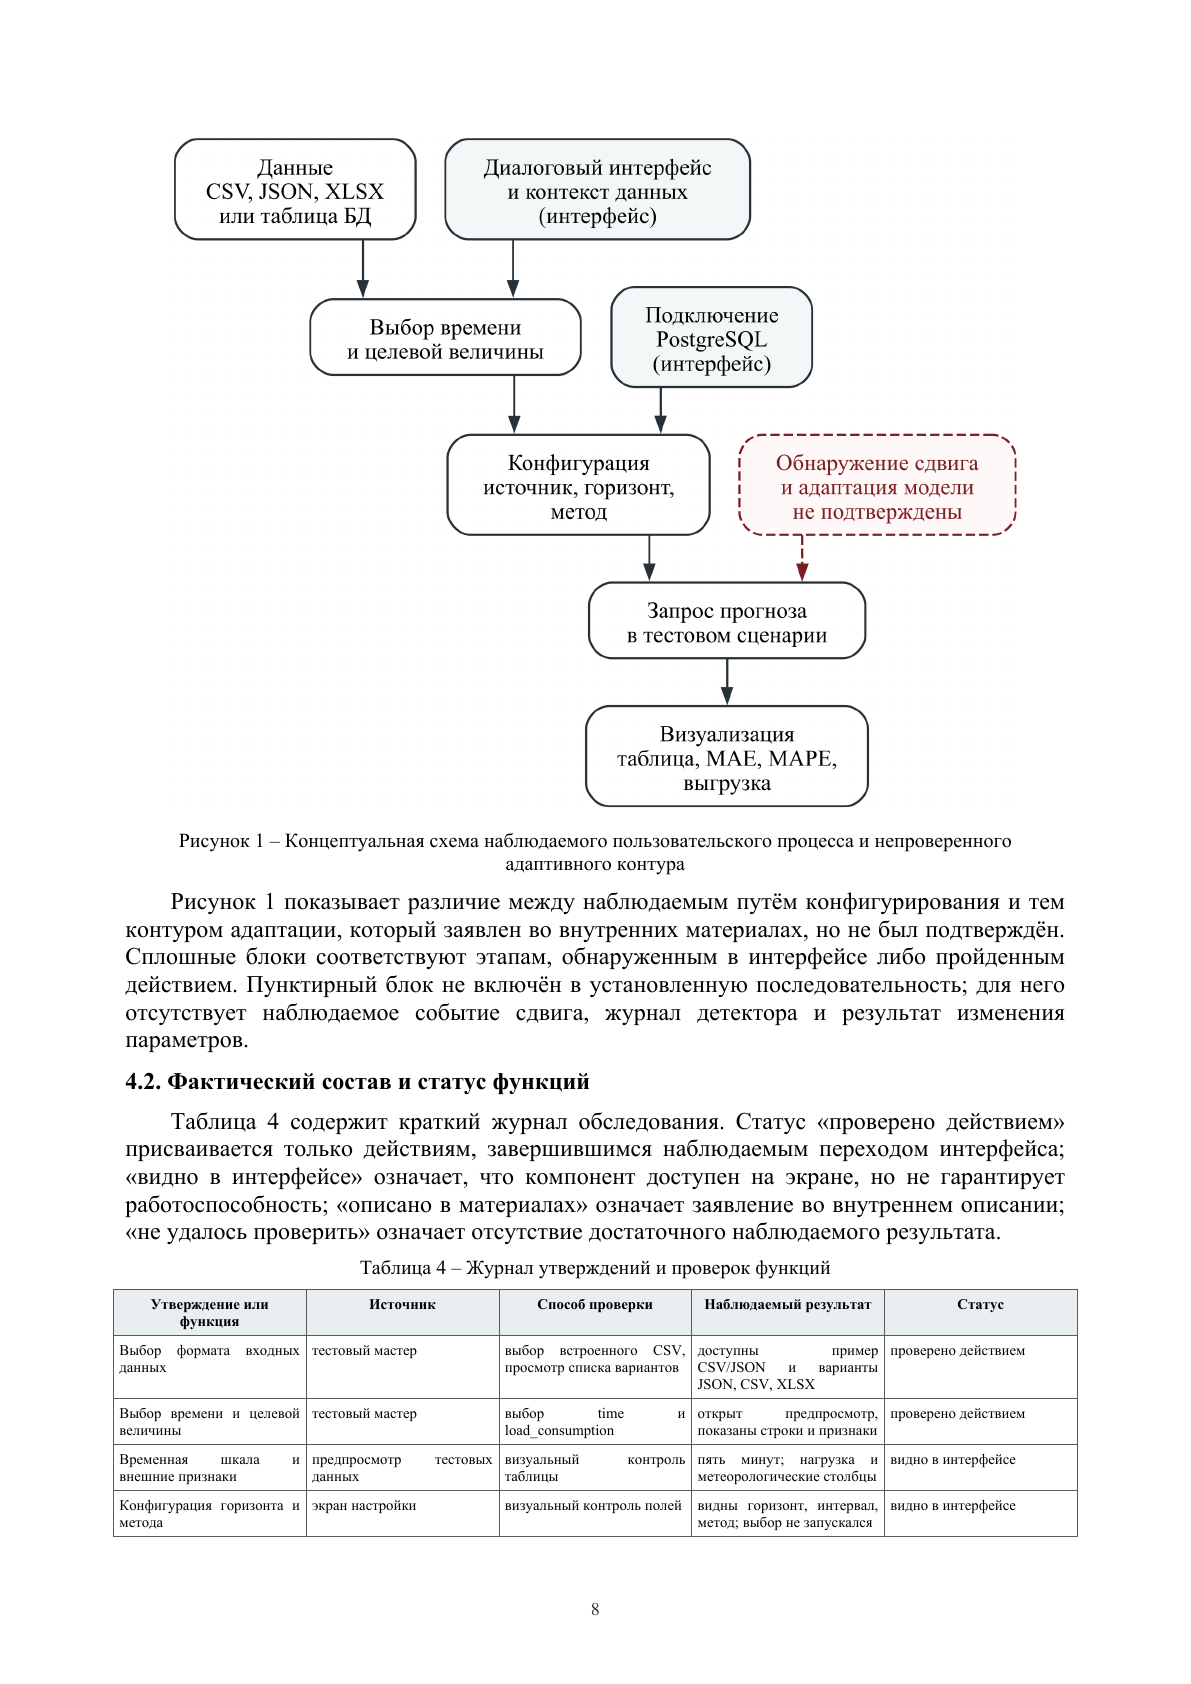 Данные
CSV, JSON, XLSX
или таблица БД
Диалоговый интерфейс
и контекст данных
(интерфейс)
Выбор времени
и целевой величины
Подключение
PostgreSQL
(интерфейс)
Конфигурация
источник, горизонт,
метод
Обнаружение сдвига
и адаптация модели
не подтверждены
Запрос прогноза
в тестовом сценарии
Визуализация
таблица, MAE, MAPE,
выгрузка
Рисунок 1 – Концептуальная схема наблюдаемого пользовательского процесса и непроверенного
адаптивного контура
Рисунок 1 показывает различие между наблюдаемым путём конфигурирования и тем
контуром адаптации, который заявлен во внутренних материалах, но не был подтверждён.
Сплошные блоки соответствуют этапам, обнаруженным в интерфейсе либо пройденным
действием. Пунктирный блок не включён в установленную последовательность; для него
отсутствует наблюдаемое событие сдвига, журнал детектора и результат изменения
параметров.
4.2. Фактический состав и статус функций
Таблица 4 содержит краткий журнал обследования. Статус «проверено действием»
присваивается только действиям, завершившимся наблюдаемым переходом интерфейса;
«видно в интерфейсе» означает, что компонент доступен на экране, но не гарантирует
работоспособность; «описано в материалах» означает заявление во внутреннем описании;
«не удалось проверить» означает отсутствие достаточного наблюдаемого результата.
Таблица 4 – Журнал утверждений и проверок функций
Утверждение или
функция
Источник
Способ проверки
Наблюдаемый результат
Статус
Выбор формата входных
данных
тестовый мастер
выбор встроенного CSV,
просмотр списка вариантов
доступны пример
CSV/JSON и варианты
JSON, CSV, XLSX
проверено действием
Выбор времени и целевой
величины
тестовый мастер
выбор time и
load_consumption
открыт предпросмотр,
показаны строки и признаки
проверено действием
Временная шкала и
внешние признаки
предпросмотр тестовых
данных
визуальный контроль
таблицы
пять минут; нагрузка и
метеорологические столбцы
видно в интерфейсе
Конфигурация горизонта и
метода
экран настройки
визуальный контроль полей
видны горизонт, интервал,
метод; выбор не запускался
видно в интерфейсе
8